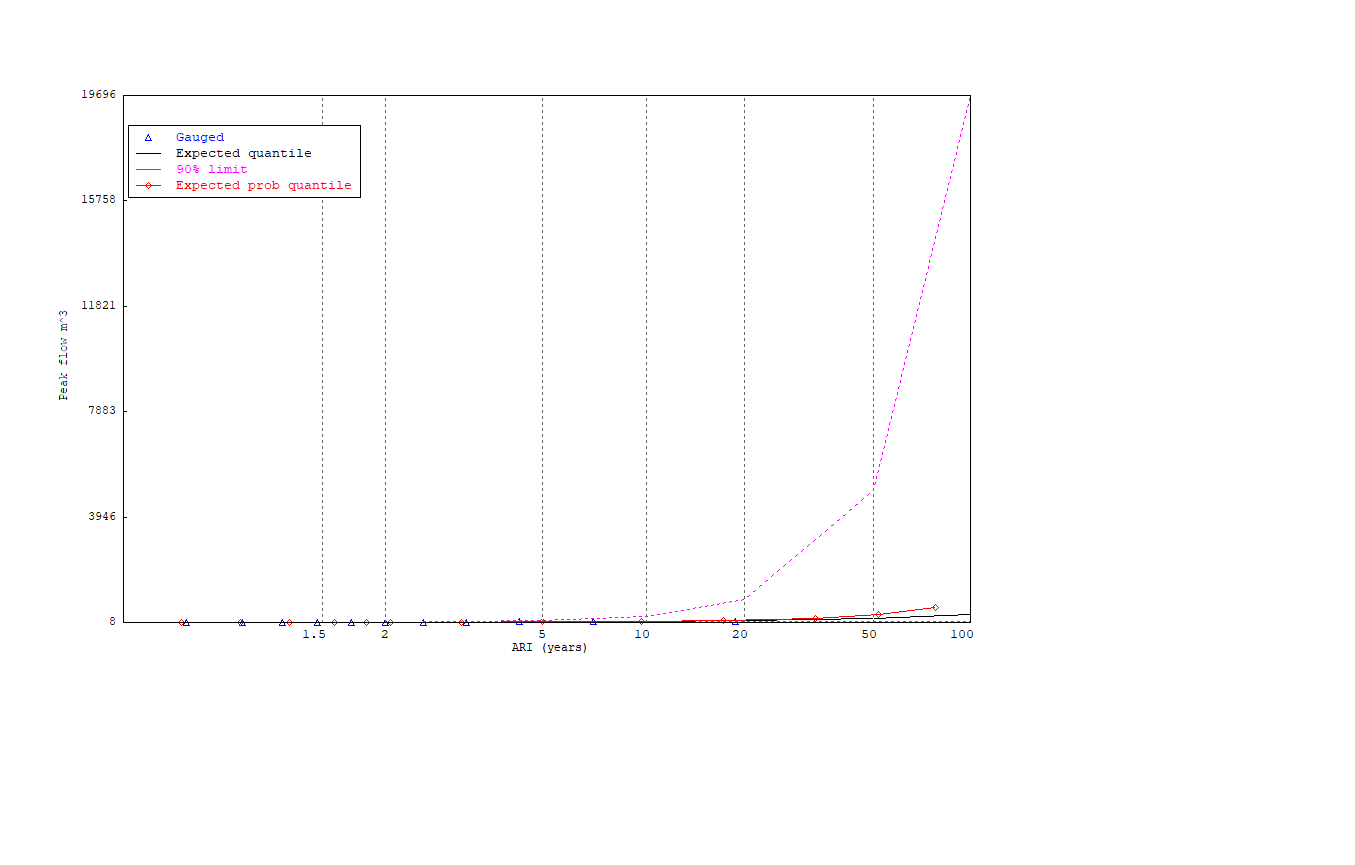 19696
Gauged
Expected quantile
90% limit
Expected prob quantile
15758
11821
Peak flow m^3
7883
3946
8
1.5 2 5 10 20 50 100
ARI (years)